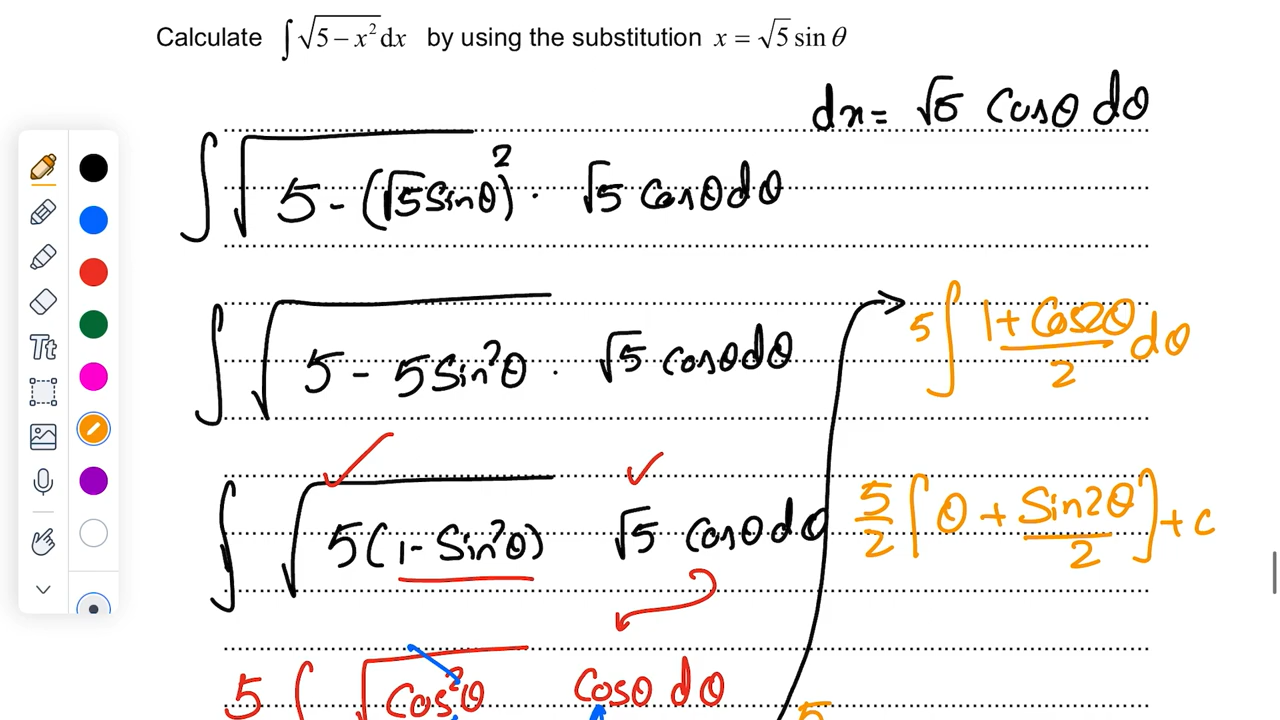 Calculate ∫√(5 − x²) dx by using the substitution x = √5 sin θ
dx = √5 Cosθ dθ
∫√(5 − (√5 Sinθ)²) · √5 Cosθ dθ
∫√(5 − 5Sin²θ) · √5 cosθ dθ
∫√(5(1 − Sin²θ)) √5 cosθ dθ
5∫√(Cos²θ) Cosθ dθ
5∫(1 + Cos2θ)/2 dθ
5/2 [θ + Sin2θ/2] + c
5
Tt